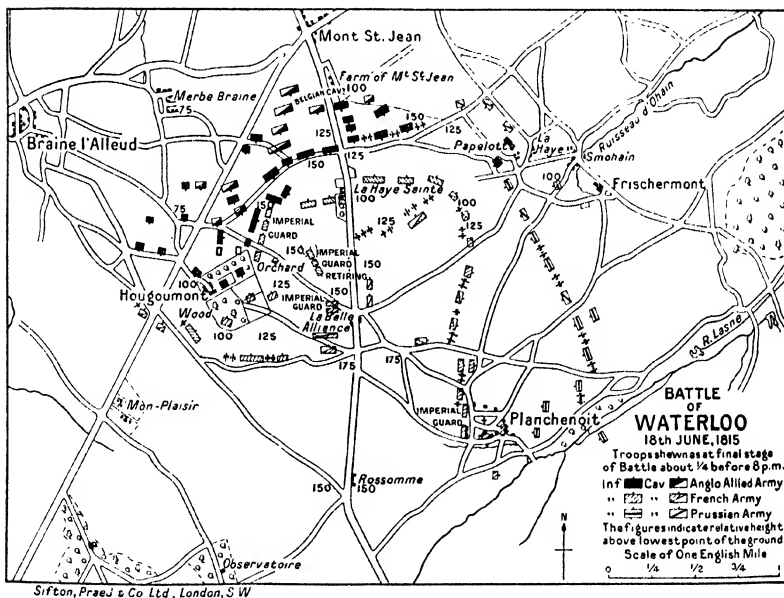 Mont St. Jean
Farm of Mt St. Jean
Merbe Braine
75
BELGIAN CAV
100
150
125
125
Braine l'Alleud
150
125
Papelotte
La Haye
Smohain
Ruisseau d'Ohain
La Haye Sainte
100
100
Frischermont
75
150
IMPERIAL GUARD
125
100
125
150
IMPERIAL GUARD RETIRING
150
Orchard
100
125
Hougoumont
Wood
IMPERIAL GUARD
150
La Belle Alliance
100
125
175
175
R. Lasne
Mon-Plaisir
IMPERIAL GUARD
Planchenoit
Rossomme
150
150
Observatoire
N
BATTLE
OF
WATERLOO
18th JUNE, 1815
Troops shewn as at final stage
of Battle about ¼ before 8 p.m.
Inf Cav Anglo Allied Army
" " French Army
" " Prussian Army
The figures indicate relative height
above lowest point of the ground
Scale of One English Mile
0 1/4 1/2 3/4
Sifton, Praed & Co Ltd, London, S W